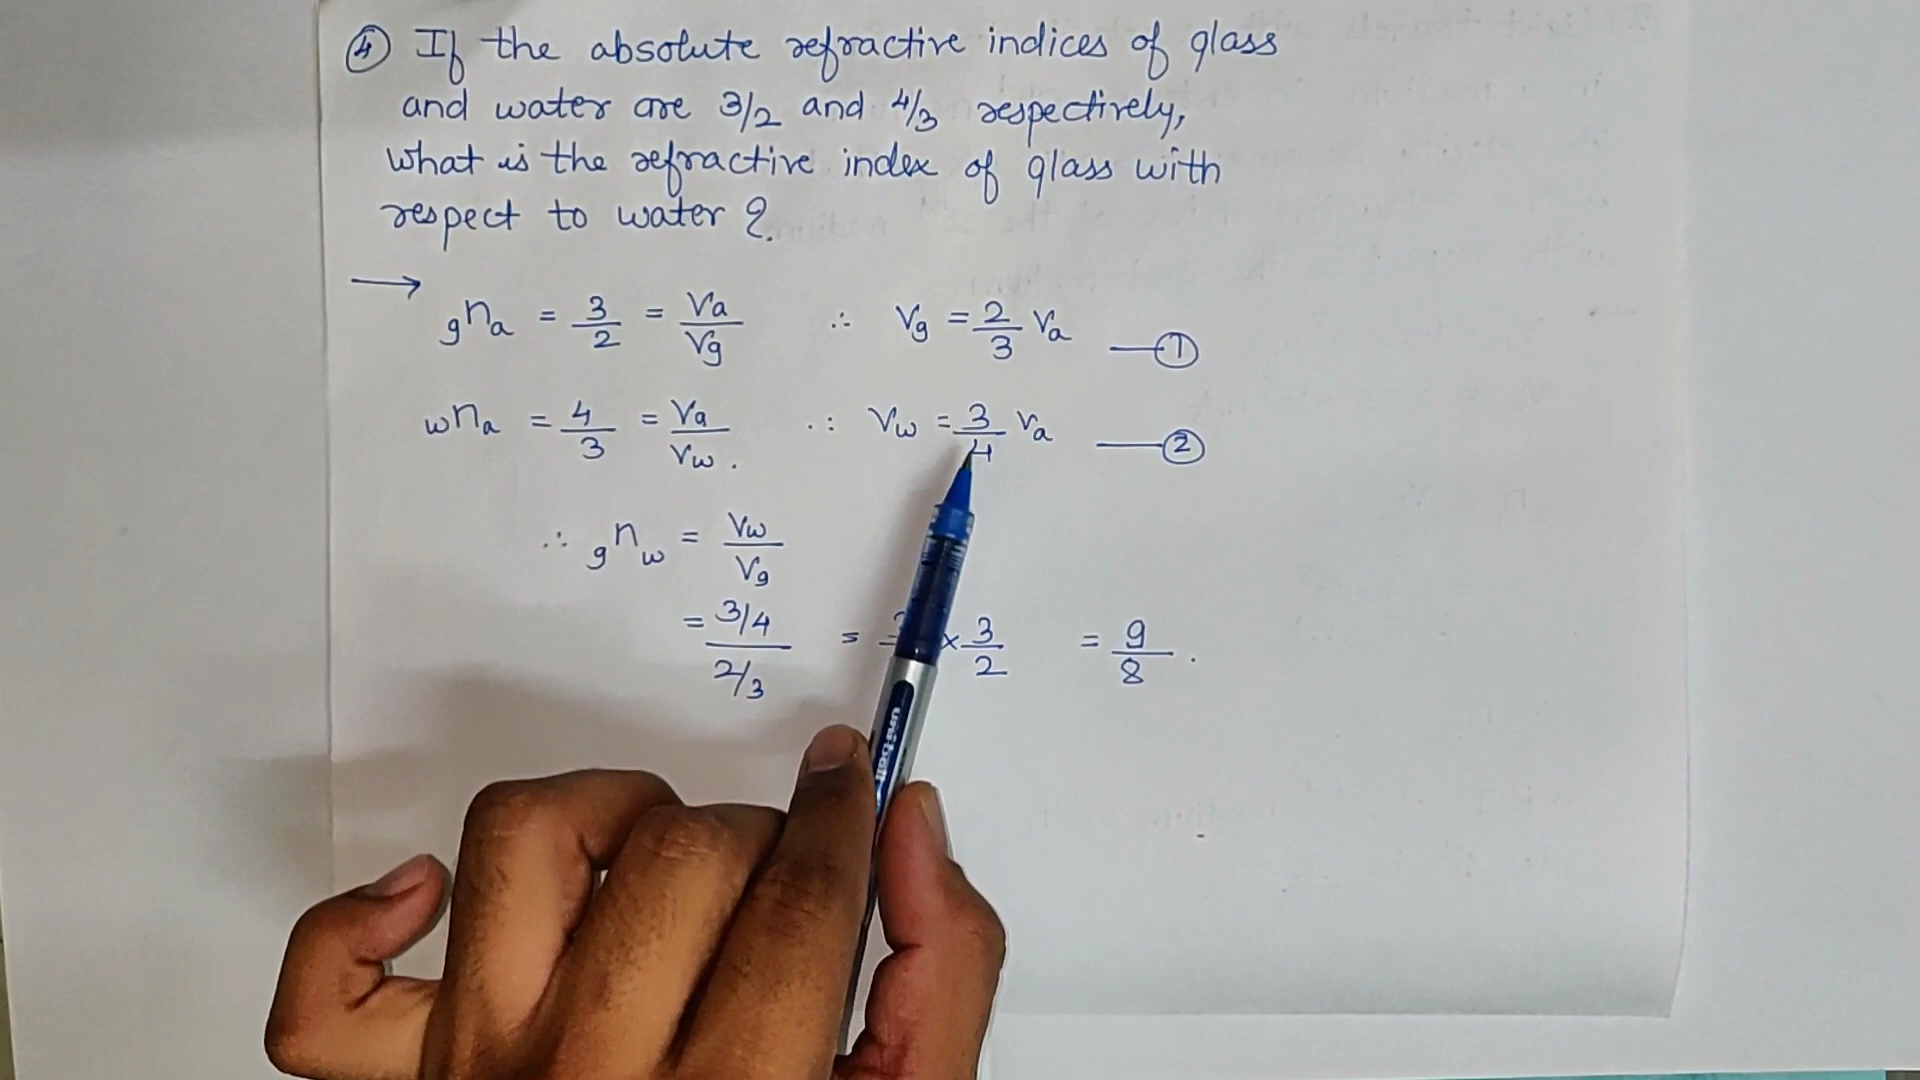 ④ If the absolute refractive indices of glass
and water are 3/2 and 4/3 respectively,
what is the refractive index of glass with
respect to water ?
→
gna = 3/2 = Va/Vg ∴ Vg = 2/3 Va —①
wna = 4/3 = Va/Vw. ∴ Vw = 3/4 Va —②
∴ gnw = Vw/Vg
= 3/4 / 2/3 = × 3/2 = 9/8 .
uniball